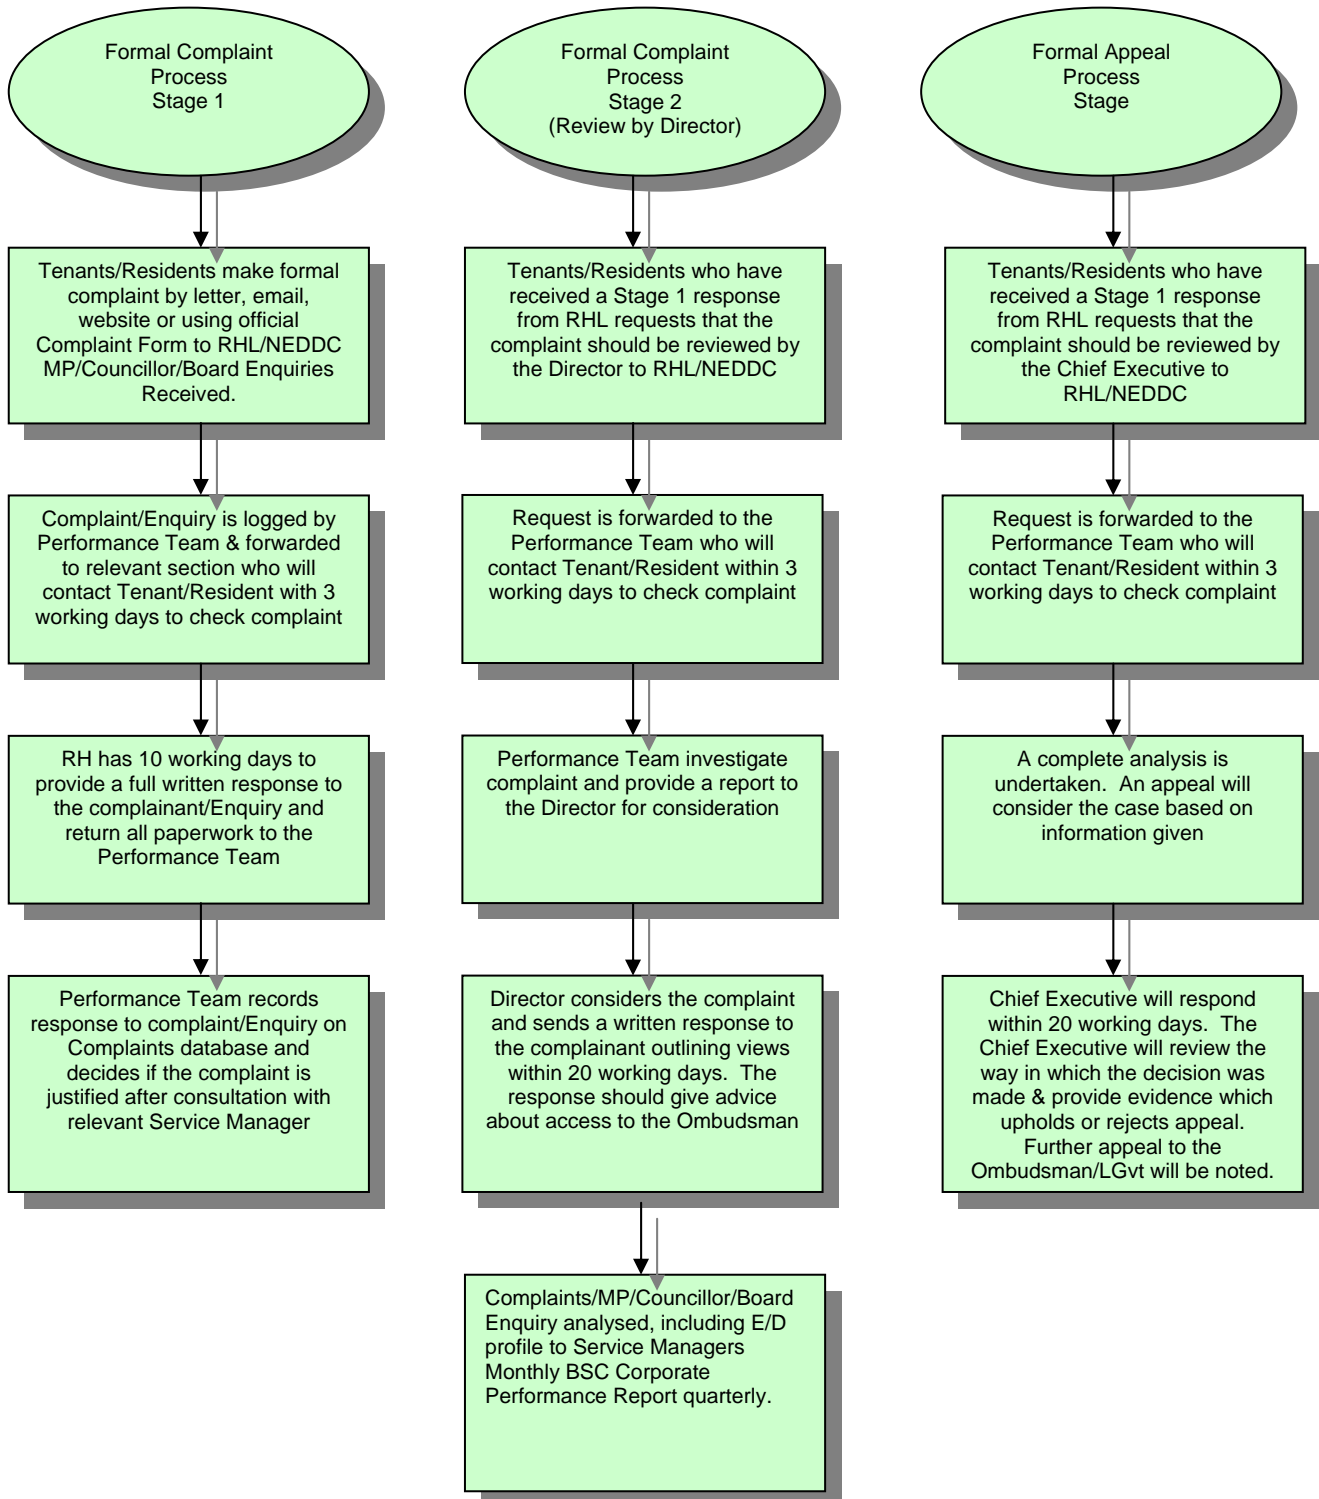 Formal Complaint
Process
Stage 1
Tenants/Residents make formal
complaint by letter, email,
website or using official
Complaint Form to RHL/NEDDC
MP/Councillor/Board Enquiries
Received.
Complaint/Enquiry is logged by
Performance Team & forwarded
to relevant section who will
contact Tenant/Resident with 3
working days to check complaint
RH has 10 working days to
provide a full written response to
the complainant/Enquiry and
return all paperwork to the
Performance Team
Performance Team records
response to complaint/Enquiry on
Complaints database and
decides if the complaint is
justified after consultation with
relevant Service Manager
Formal Complaint
Process
Stage 2
(Review by Director)
Tenants/Residents who have
received a Stage 1 response
from RHL requests that the
complaint should be reviewed by
the Director to RHL/NEDDC
Request is forwarded to the
Performance Team who will
contact Tenant/Resident within 3
working days to check complaint
Performance Team investigate
complaint and provide a report to
the Director for consideration
Director considers the complaint
and sends a written response to
the complainant outlining views
within 20 working days.  The
response should give advice
about access to the Ombudsman
Complaints/MP/Councillor/Board
Enquiry analysed, including E/D
profile to Service Managers
Monthly BSC Corporate
Performance Report quarterly.
Formal Appeal
Process
Stage
Tenants/Residents who have
received a Stage 1 response
from RHL requests that the
complaint should be reviewed by
the Chief Executive to
RHL/NEDDC
Request is forwarded to the
Performance Team who will
contact Tenant/Resident within 3
working days to check complaint
A complete analysis is
undertaken.  An appeal will
consider the case based on
information given
Chief Executive will respond
within 20 working days.  The
Chief Executive will review the
way in which the decision was
made & provide evidence which
upholds or rejects appeal.
Further appeal to the
Ombudsman/LGvt will be noted.